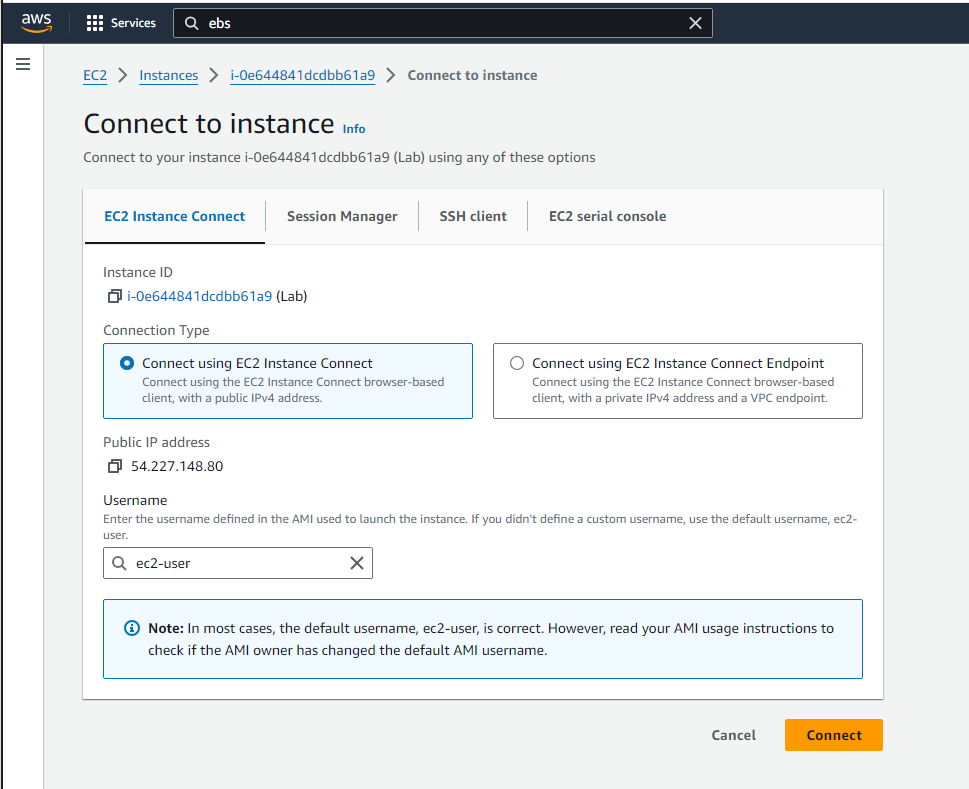 aws Services ebs
EC2 Instances i-0e644841dcdbb61a9 Connect to instance
Connect to instance Info
Connect to your instance i-0e644841dcdbb61a9 (Lab) using any of these options
EC2 Instance Connect Session Manager SSH client EC2 serial console
Instance ID
i-0e644841dcdbb61a9 (Lab)
Connection Type
Connect using EC2 Instance Connect
Connect using the EC2 Instance Connect browser-based
client, with a public IPv4 address.
Connect using EC2 Instance Connect Endpoint
Connect using the EC2 Instance Connect browser-based
client, with a private IPv4 address and a VPC endpoint.
Public IP address
54.227.148.80
Username
Enter the username defined in the AMI used to launch the instance. If you didn't define a custom username, use the default username, ec2-
user.
ec2-user
Note: In most cases, the default username, ec2-user, is correct. However, read your AMI usage instructions to
check if the AMI owner has changed the default AMI username.
Cancel Connect